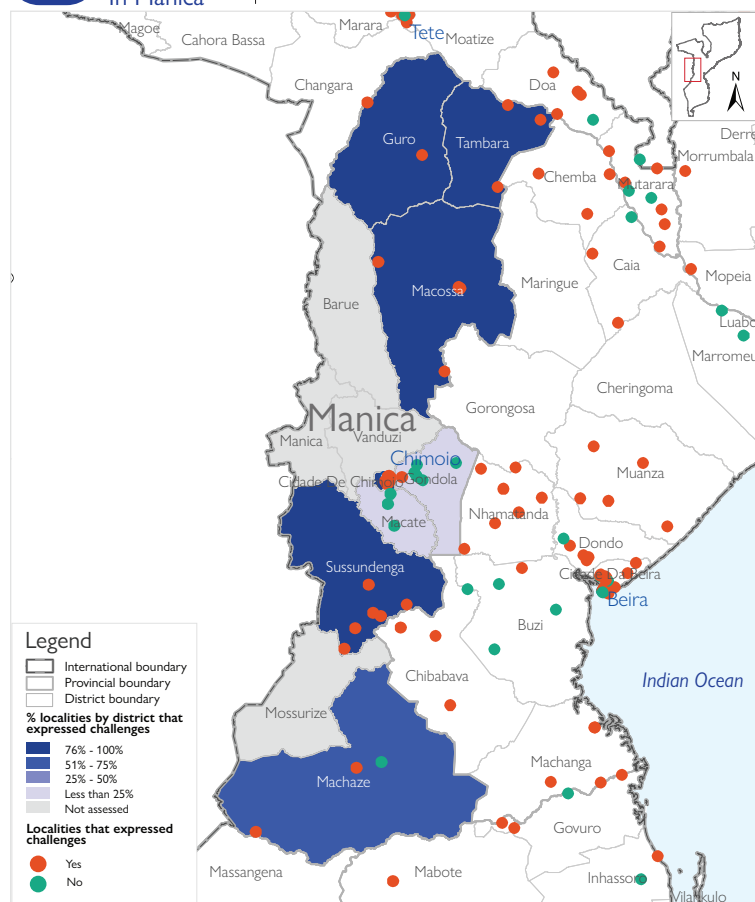 in Manica
Magoe
Cahora Bassa
Marara
Tete
Moatize
N
Changara
Doa
Guro
Tambara
Derre
Morrumbala
Chemba
Mutarara
Macossa
Maringue
Caia
Mopeia
Barue
Luabo
Marromeu
Cheringoma
Gorongosa
Manica
Manica
Vanduzi
Chimoio
Cidade De Chimoio
Gondola
Muanza
Macate
Nhamatanda
Dondo
Sussundenga
Cidade Da Beira
Beira
Buzi
Chibababva
Indian Ocean
Mossurize
Machaze
Machanga
Govuro
Massangena
Mabote
Inhassoro
Vilankulo
Legend
International boundary
Provincial boundary
District boundary
% localities by district that
expressed challenges
76% - 100%
51% - 75%
25% - 50%
Less than 25%
Not assessed
Localities that expressed
challenges
Yes
No